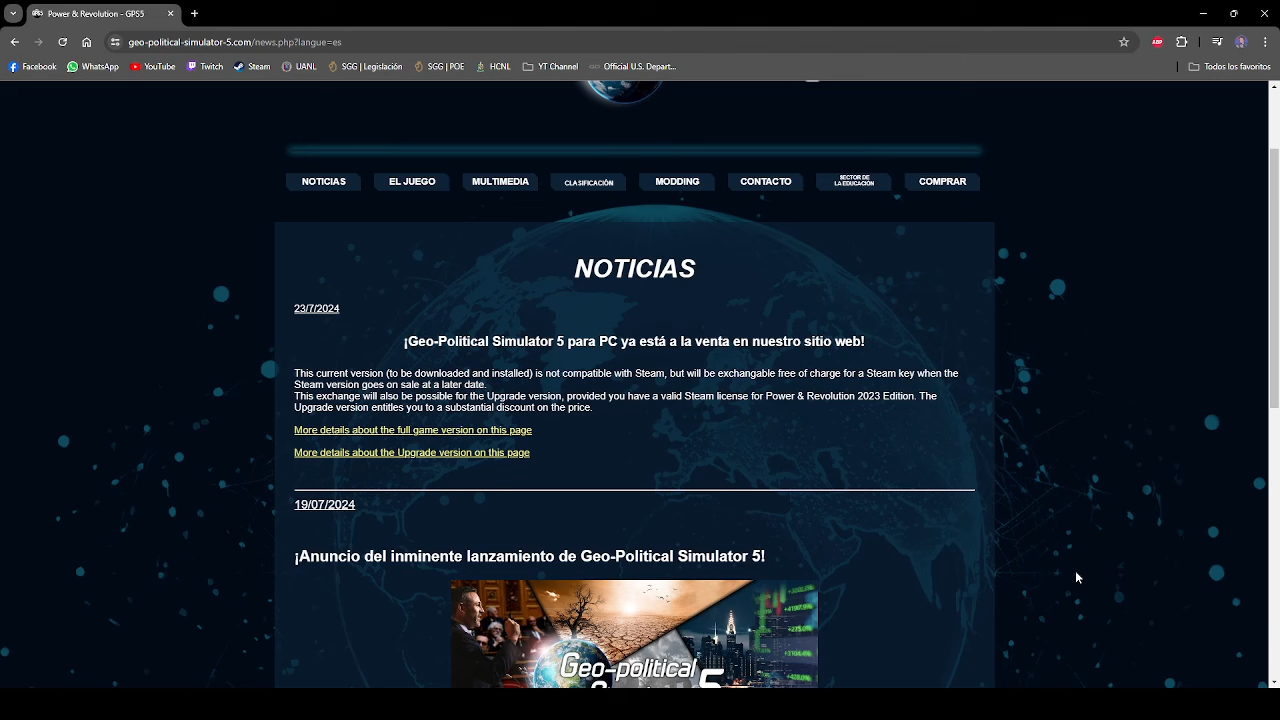 Power & Revolution - GPS5
geo-political-simulator-5.com/news.php?langue=es
ABP
Facebook
WhatsApp
YouTube
Twitch
Steam
UANL
SGG | Legislación
SGG | POE
HCNL
YT Channel
Official U.S. Depart...
Todos los favoritos
NOTICIAS
EL JUEGO
MULTIMEDIA
CLASIFICACIÓN
MODDING
CONTACTO
SECTOR DE
LA EDUCACIÓN
COMPRAR
NOTICIAS
23/7/2024
¡Geo-Political Simulator 5 para PC ya está a la venta en nuestro sitio web!
This current version (to be downloaded and installed) is not compatible with Steam, but will be exchangable free of charge for a Steam key when the
Steam version goes on sale at a later date.
This exchange will also be possible for the Upgrade version, provided you have a valid Steam license for Power & Revolution 2023 Edition. The
Upgrade version entitles you to a substantial discount on the price.
More details about the full game version on this page
More details about the Upgrade version on this page
19/07/2024
¡Anuncio del inminente lanzamiento de Geo-Political Simulator 5!
Geo-political
5